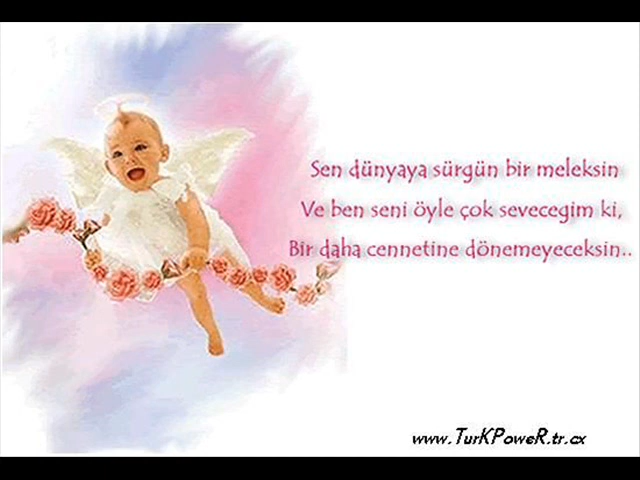 Sen dünyaya sürgün bir meleksin
Ve ben seni öyle çok sevecegim ki,
Bir daha cennetine dönemeyeceksin..
www.TurKPoweR.tr.cx